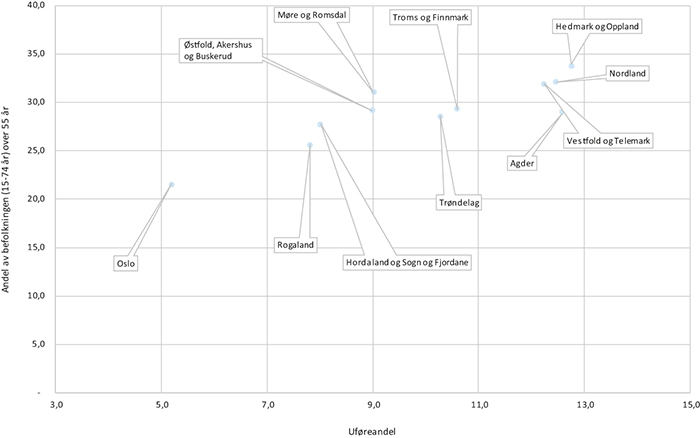 40,0
35,0
30,0
25,0
20,0
15,0
10,0
5,0
-
Andel av befolkningen (15-74 år) over 55 år
Møre og Romsdal
Troms og Finnmark
Hedmark og Oppland
Østfold, Akershus
og Buskerud
Nordland
Vestfold og Telemark
Agder
Trøndelag
Rogaland
Hordaland og Sogn og Fjordane
Oslo
3,0 5,0 7,0 9,0 11,0 13,0 15,0
Uføreandel